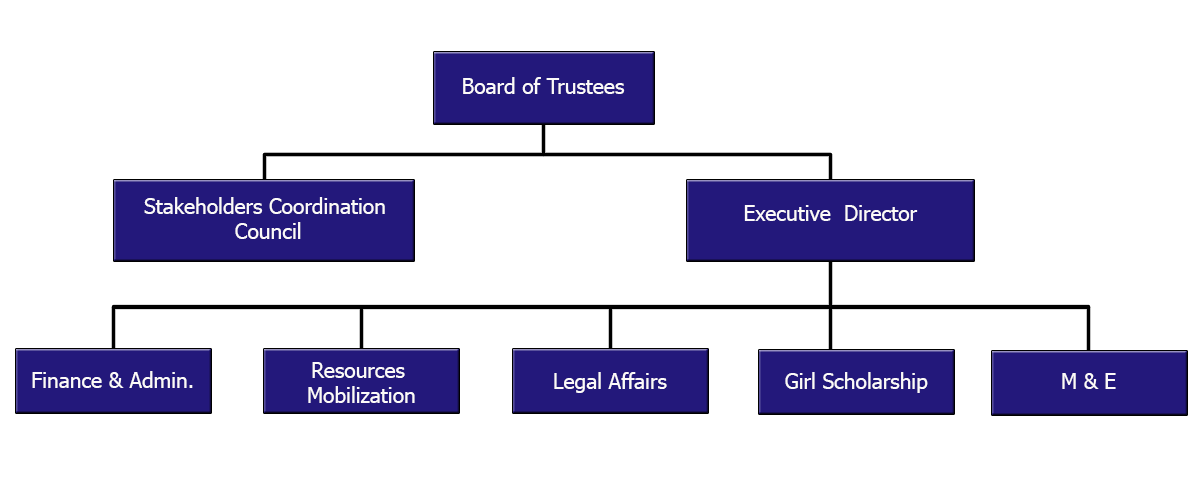 Board of Trustees
Stakeholders Coordination
Council
Executive  Director
Finance & Admin.
Resources
Mobilization
Legal Affairs
Girl Scholarship
M & E